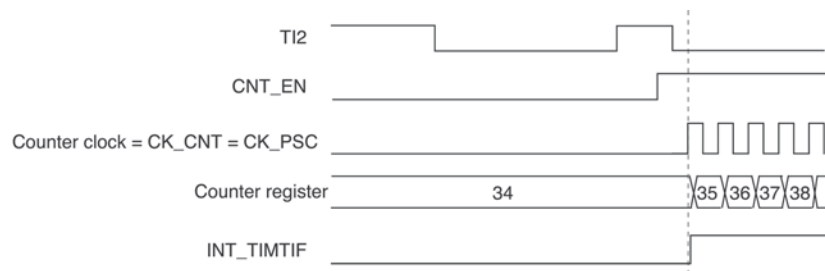 TI2
CNT_EN
Counter clock = CK_CNT = CK_PSC
Counter register 34 35 36 37 38
INT_TIMTIF